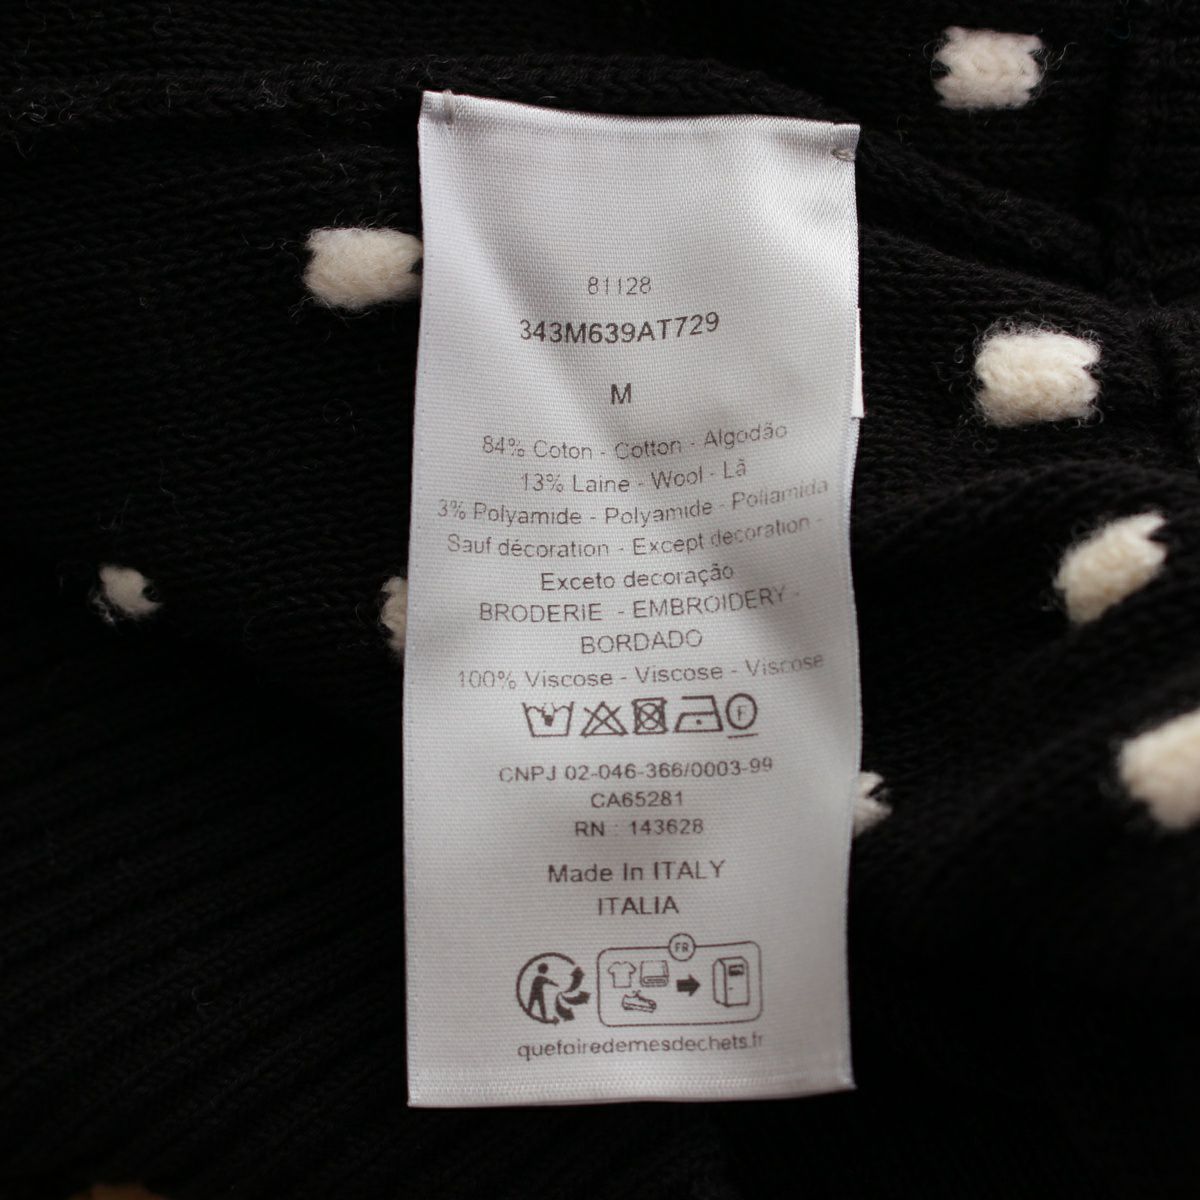 81128
343M639AT729
M
84% Coton - Cotton - Algodão
13% Laine - Wool - Lã
3% Polyamide - Polyamide - Poliamida
Sauf décoration - Except decoration -
Exceto decoração
BRODERIE - EMBROIDERY -
BORDADO
100% Viscose - Viscose - Viscose
F
CNPJ 02-046-366/0003-99
CA65281
RN : 143628
Made In ITALY
ITALIA
FR
quefairedemesdechets.fr